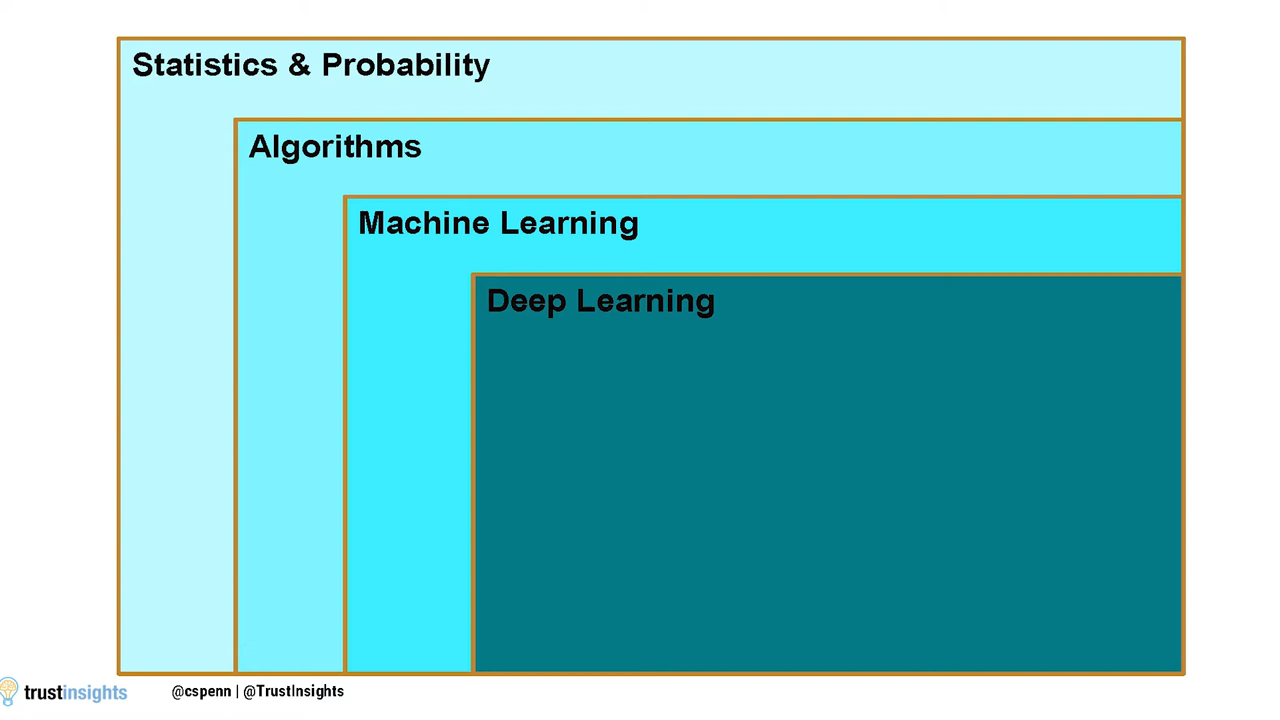 Statistics & Probability
Algorithms
Machine Learning
Deep Learning
trustinsights
@cspenn | @TrustInsights